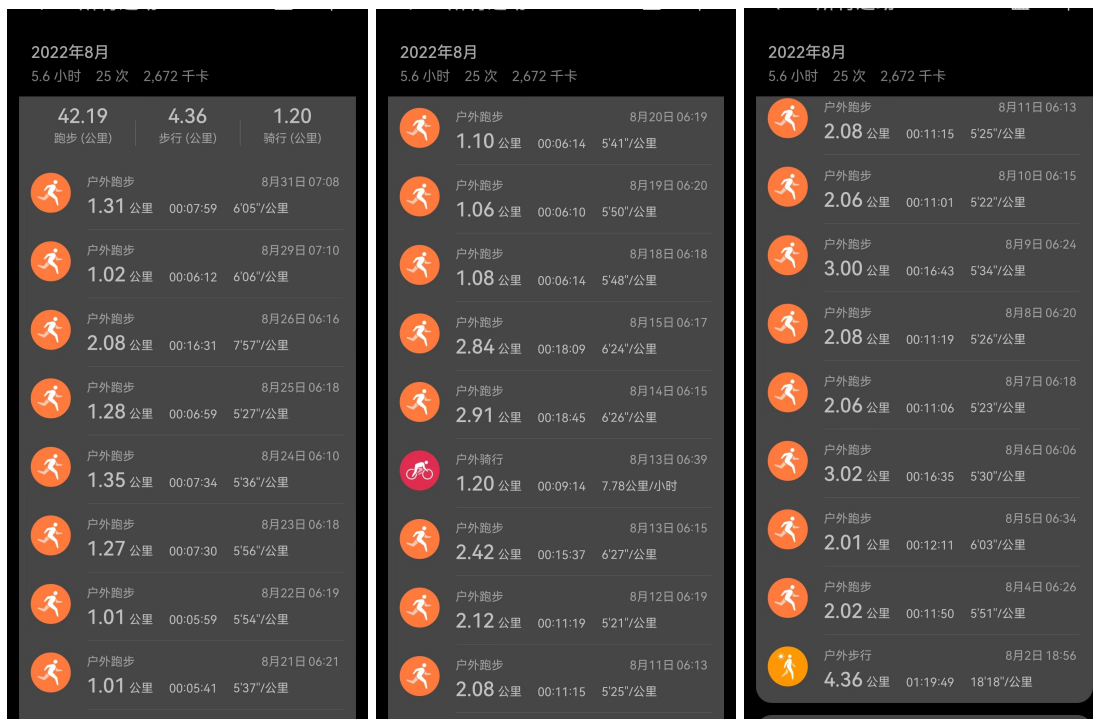 2022年8月
5.6 小时 25 次 2,672 千卡
42.19 4.36 1.20
跑步 (公里) 步行 (公里) 骑行 (公里)
户外跑步 8月31日 07:08
1.31 公里 00:07:59 6'05"/公里
户外跑步 8月29日 07:10
1.02 公里 00:06:12 6'06"/公里
户外跑步 8月26日 06:16
2.08 公里 00:16:31 7'57"/公里
户外跑步 8月25日 06:18
1.28 公里 00:06:59 5'27"/公里
户外跑步 8月24日 06:10
1.35 公里 00:07:34 5'36"/公里
户外跑步 8月23日 06:18
1.27 公里 00:07:30 5'56"/公里
户外跑步 8月22日 06:19
1.01 公里 00:05:59 5'54"/公里
户外跑步 8月21日 06:21
1.01 公里 00:05:41 5'37"/公里
2022年8月
5.6 小时 25 次 2,672 千卡
户外跑步 8月20日 06:19
1.10 公里 00:06:14 5'41"/公里
户外跑步 8月19日 06:20
1.06 公里 00:06:10 5'50"/公里
户外跑步 8月18日 06:18
1.08 公里 00:06:14 5'48"/公里
户外跑步 8月15日 06:17
2.84 公里 00:18:09 6'24"/公里
户外跑步 8月14日 06:15
2.91 公里 00:18:45 6'26"/公里
户外骑行 8月13日 06:39
1.20 公里 00:09:14 7.78公里/小时
户外跑步 8月13日 06:15
2.42 公里 00:15:37 6'27"/公里
户外跑步 8月12日 06:19
2.12 公里 00:11:19 5'21"/公里
户外跑步 8月11日 06:13
2.08 公里 00:11:15 5'25"/公里
2022年8月
5.6 小时 25 次 2,672 千卡
户外跑步 8月11日 06:13
2.08 公里 00:11:15 5'25"/公里
户外跑步 8月10日 06:15
2.06 公里 00:11:01 5'22"/公里
户外跑步 8月9日 06:24
3.00 公里 00:16:43 5'34"/公里
户外跑步 8月8日 06:20
2.08 公里 00:11:19 5'26"/公里
户外跑步 8月7日 06:18
2.06 公里 00:11:06 5'23"/公里
户外跑步 8月6日 06:06
3.02 公里 00:16:35 5'30"/公里
户外跑步 8月5日 06:34
2.01 公里 00:12:11 6'03"/公里
户外跑步 8月4日 06:26
2.02 公里 00:11:50 5'51"/公里
户外步行 8月2日 18:56
4.36 公里 01:19:49 18'18"/公里